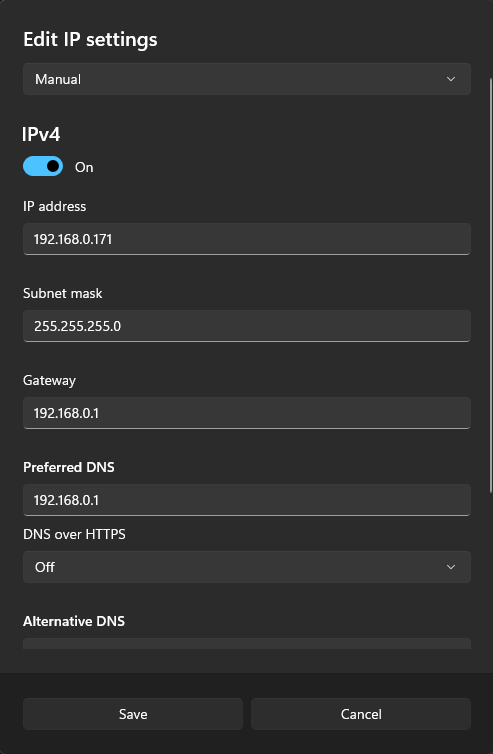 Edit IP settings
Manual
IPv4
On
IP address
192.168.0.171
Subnet mask
255.255.255.0
Gateway
192.168.0.1
Preferred DNS
192.168.0.1
DNS over HTTPS
Off
Alternative DNS
Save Cancel